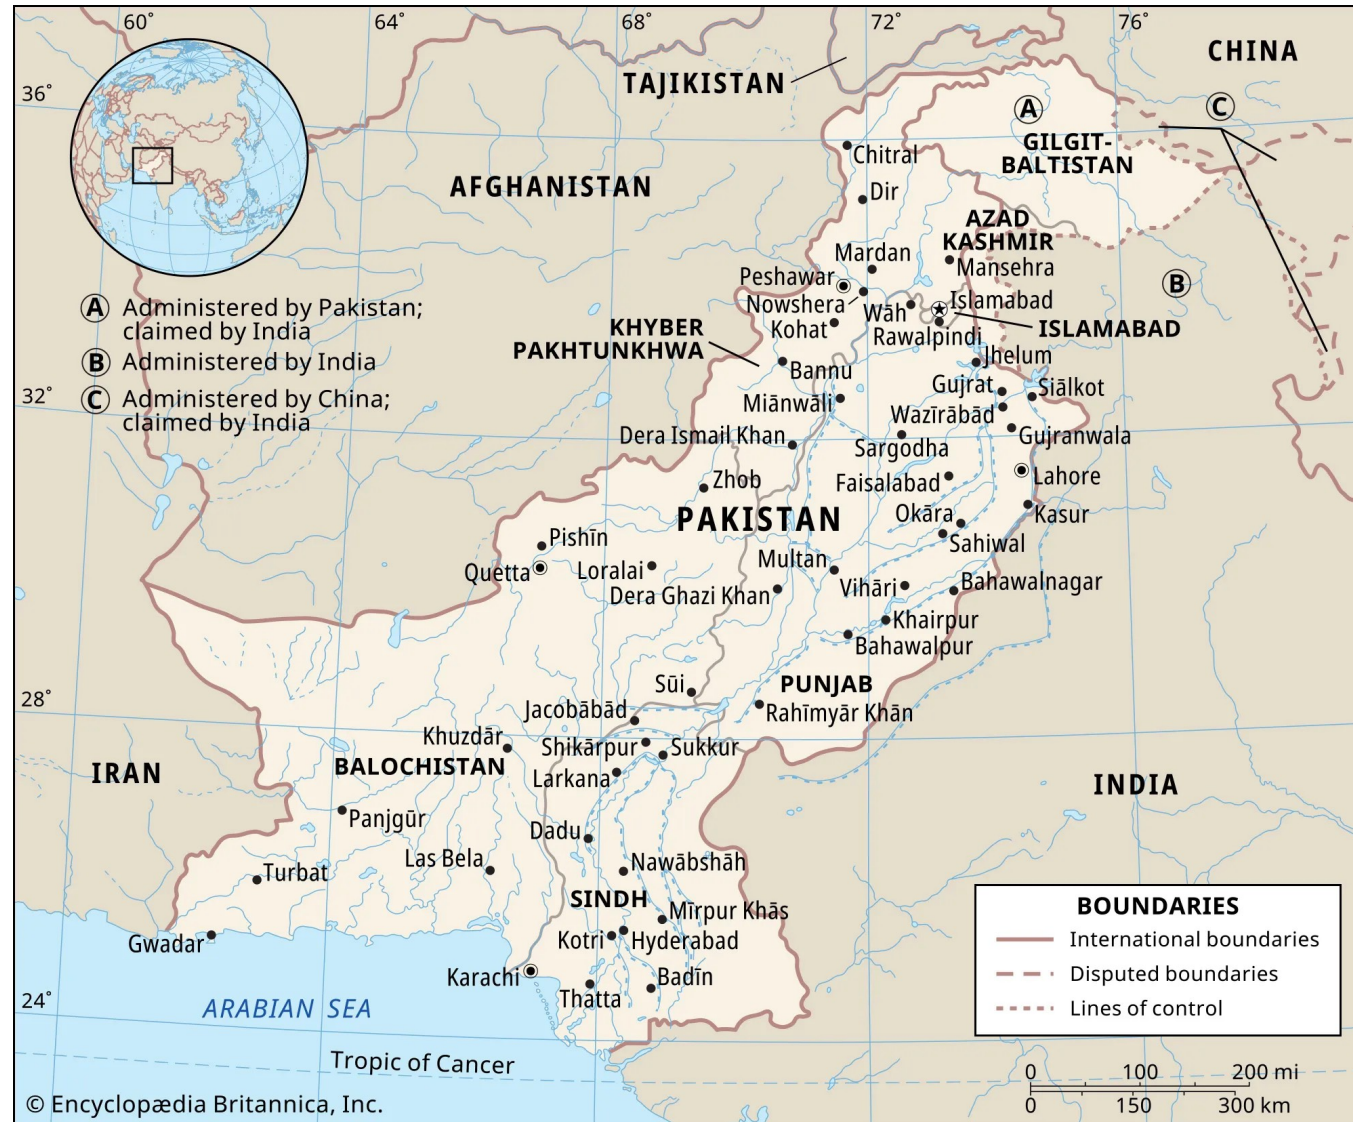 60°
64°
68°
72°
76°
CHINA
TAJIKISTAN
36°
A
C
GILGIT-
BALTISTAN
Chitral
AFGHANISTAN
Dir
AZAD
KASHMIR
Mardan
Mansehra
Peshawar
B
A Administered by Pakistan;
claimed by India
Nowshera
Islamabad
Wāh
KHYBER
PAKHTUNKHWA
Kohat
Rawalpindi
ISLAMABAD
B Administered by India
Jhelum
Bannu
Gujrat
Siālkot
32°
C Administered by China;
claimed by India
Miānwāli
Wazīrābād
Dera Ismail Khan
Sargodha
Gujranwala
Zhob
Faisalabad
Lahore
PAKISTAN
Okāra
Kasur
Pishīn
Sahiwal
Quetta
Loralai
Multan
Dera Ghazi Khan
Vihāri
Bahawalnagar
Khairpur
Bahawalpur
Sūi
PUNJAB
28°
Jacobābād
Rahīmyār Khān
Khuzdār
Shikārpur
Sukkur
BALOCHISTAN
IRAN
Larkana
INDIA
Panjgūr
Dadu
Las Bela
Nawābshāh
Turbat
SINDH
Mīrpur Khās
Gwadar
Kotri
Hyderabad
Karachi
Badīn
Thatta
24°
ARABIAN SEA
BOUNDARIES
International boundaries
Disputed boundaries
Lines of control
Tropic of Cancer
0 100 200 mi
0 150 300 km
© Encyclopædia Britannica, Inc.